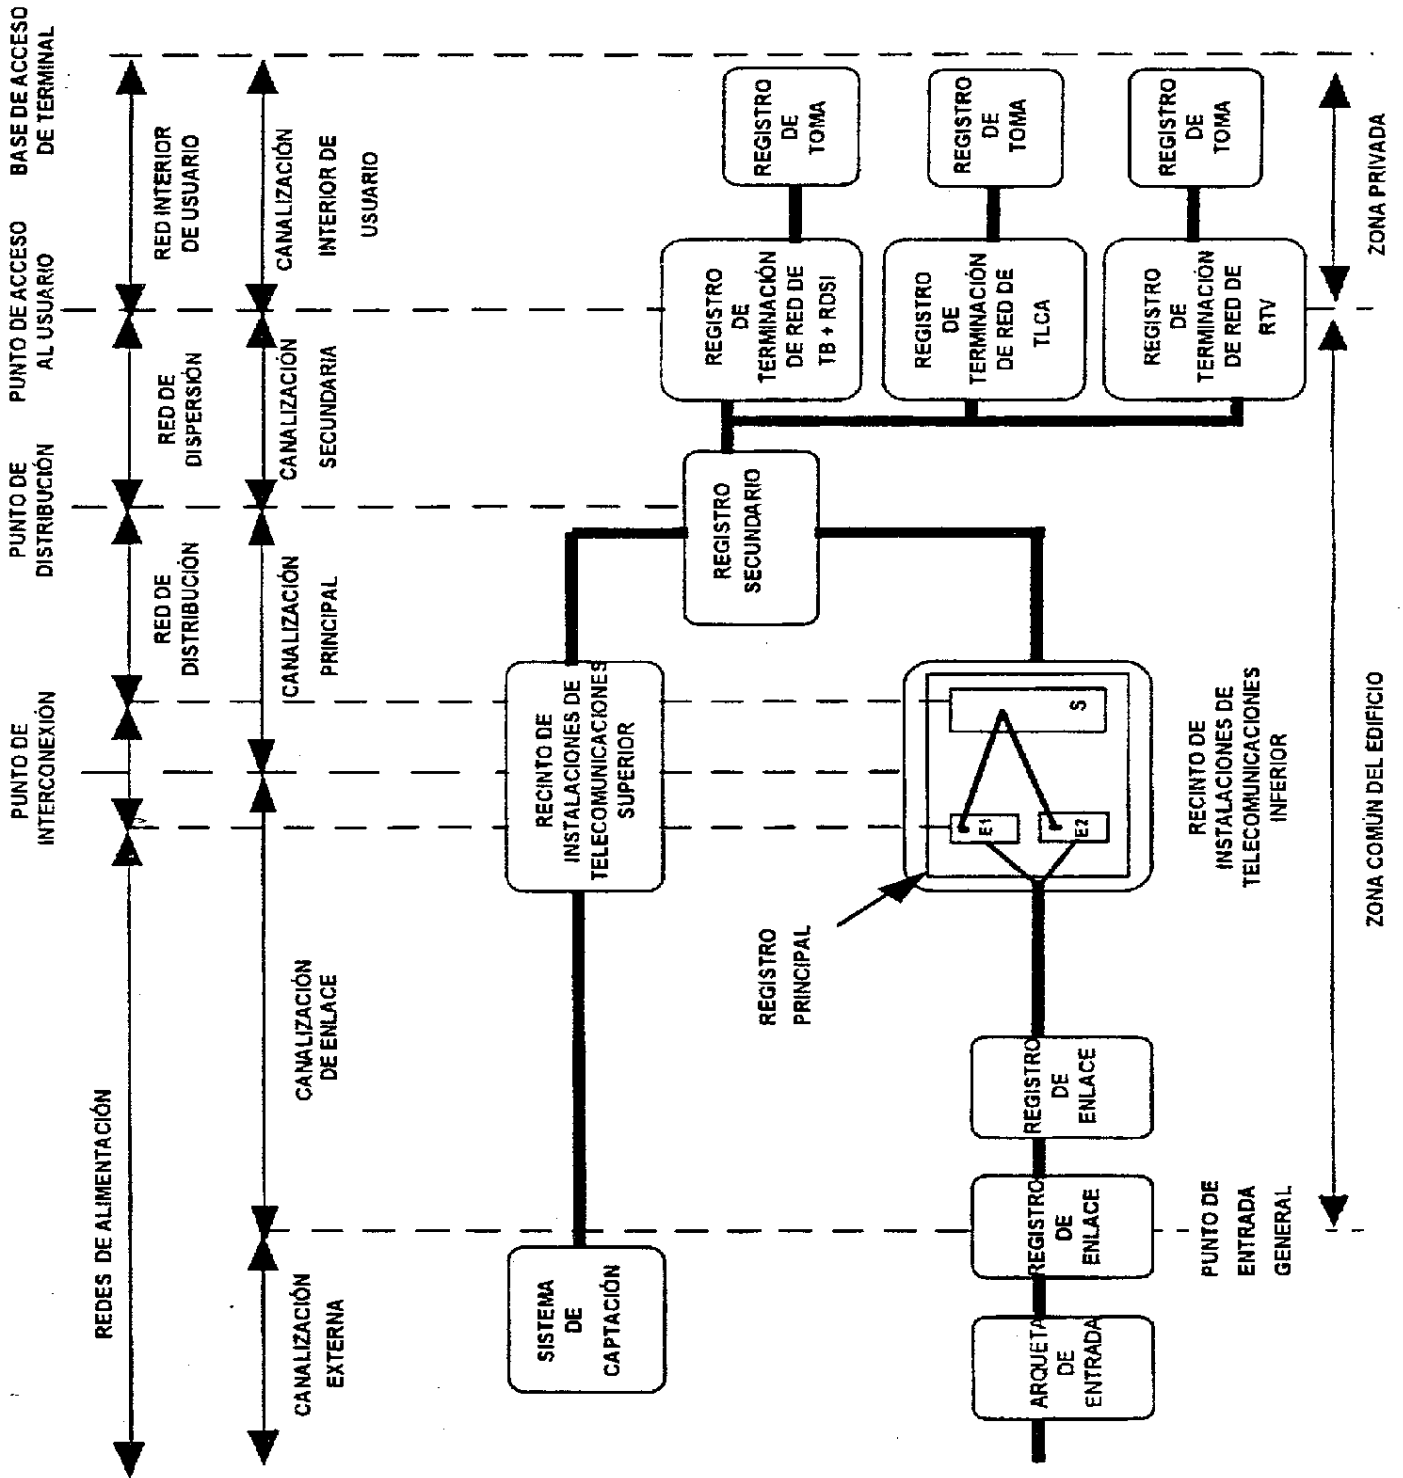 REDES DE ALIMENTACIÓN
PUNTO DE
INTERCONEXIÓN
RED DE
DISTRIBUCIÓN
PUNTO DE
DISTRIBUCIÓN
RED DE
DISPERSIÓN
PUNTO DE ACCESO
AL USUARIO
RED INTERIOR
DE USUARIO
BASE DE ACCESO
DE TERMINAL
CANALIZACIÓN
EXTERNA
CANALIZACIÓN
DE ENLACE
CANALIZACIÓN
PRINCIPAL
CANALIZACIÓN
SECUNDARIA
CANALIZACIÓN
INTERIOR DE
USUARIO
SISTEMA
DE
CAPTACIÓN
RECINTO DE
INSTALACIONES DE
TELECOMUNICACIONES
SUPERIOR
REGISTRO
SECUNDARIO
REGISTRO
DE
TERMINACIÓN
DE RED DE
TB + RDSI
REGISTRO
DE
TOMA
REGISTRO
DE
TERMINACIÓN
DE RED DE
TLCA
REGISTRO
DE
TOMA
REGISTRO
DE
TERMINACIÓN
DE RED DE
RTV
REGISTRO
DE
TOMA
REGISTRO
PRINCIPAL
ARQUETA
DE
ENTRADA
REGISTRO
DE
ENLACE
REGISTRO
DE
ENLACE
E1
E2
S
PUNTO DE
ENTRADA
GENERAL
RECINTO DE
INSTALACIONES DE
TELECOMUNICACIONES
INFERIOR
ZONA COMÚN DEL EDIFICIO
ZONA PRIVADA